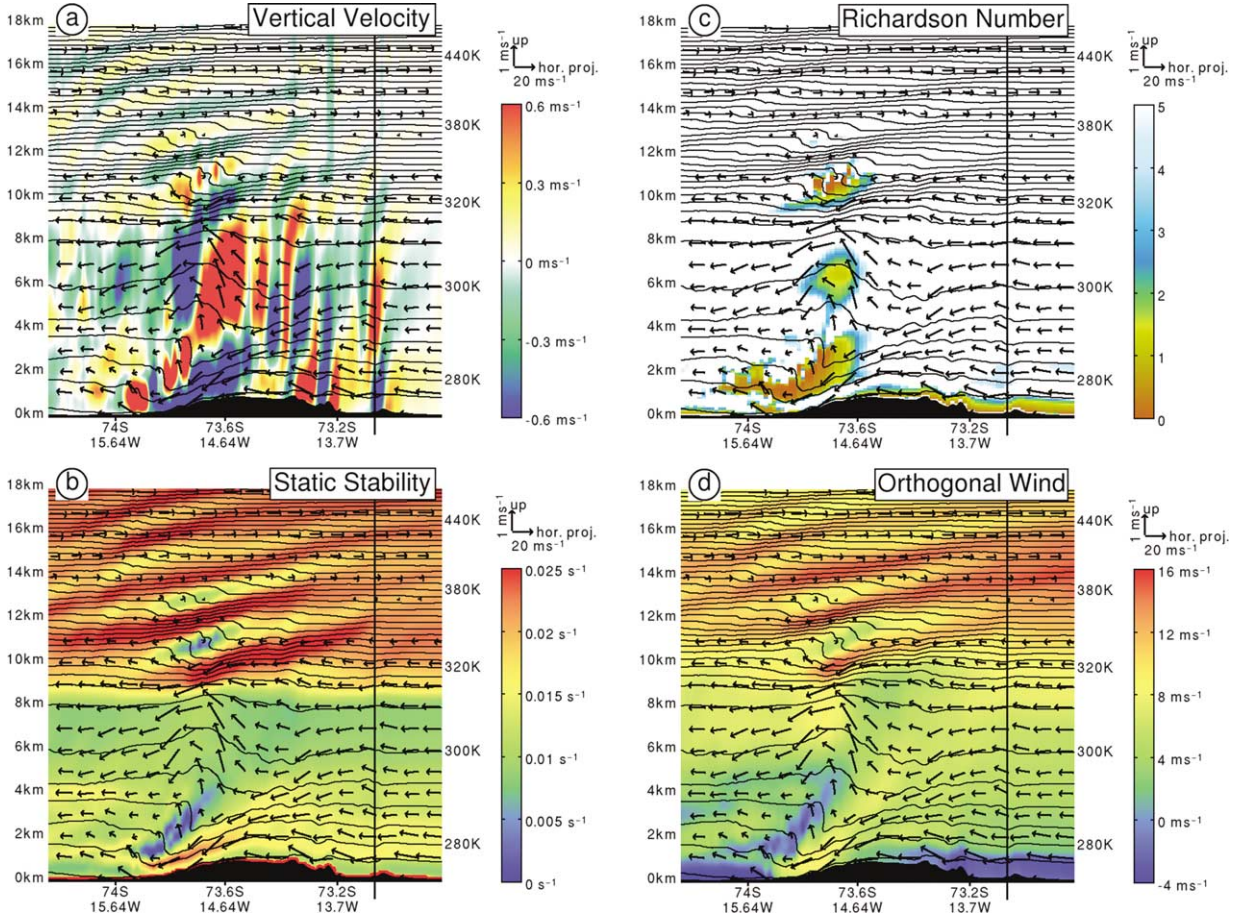 a
Vertical Velocity
18km
16km
14km
12km
10km
8km
6km
4km
2km
0km
440K
380K
320K
300K
280K
1 ms⁻¹
up
hor. proj.
20 ms⁻¹
0.6 ms⁻¹
0.3 ms⁻¹
0 ms⁻¹
-0.3 ms⁻¹
-0.6 ms⁻¹
74S 73.6S 73.2S
15.64W 14.64W 13.7W
c
Richardson Number
18km
16km
14km
12km
10km
8km
6km
4km
2km
0km
440K
380K
320K
300K
280K
1 ms⁻¹
up
hor. proj.
20 ms⁻¹
5
4
3
2
1
0
74S 73.6S 73.2S
15.64W 14.64W 13.7W
b
Static Stability
18km
16km
14km
12km
10km
8km
6km
4km
2km
0km
440K
380K
320K
300K
280K
1 ms⁻¹
up
hor. proj.
20 ms⁻¹
0.025 s⁻¹
0.02 s⁻¹
0.015 s⁻¹
0.01 s⁻¹
0.005 s⁻¹
0 s⁻¹
74S 73.6S 73.2S
15.64W 14.64W 13.7W
d
Orthogonal Wind
18km
16km
14km
12km
10km
8km
6km
4km
2km
0km
440K
380K
320K
300K
280K
1 ms⁻¹
up
hor. proj.
20 ms⁻¹
16 ms⁻¹
12 ms⁻¹
8 ms⁻¹
4 ms⁻¹
0 ms⁻¹
-4 ms⁻¹
74S 73.6S 73.2S
15.64W 14.64W 13.7W